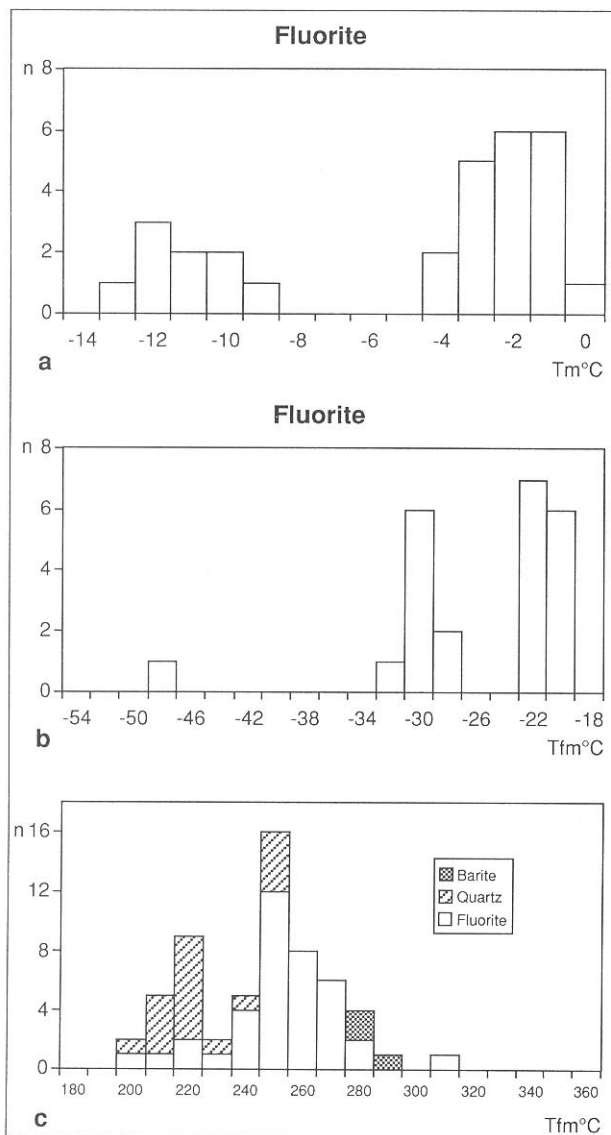 Fluorite
n 8
6
4
2
0
-14 -12 -10 -8 -6 -4 -2 0
a Tm°C
Fluorite
n 8
6
4
2
0
-54 -50 -46 -42 -38 -34 -30 -26 -22 -18
b Tfm°C
n 16
12
8
4
0
Barite
Quartz
Fluorite
180 200 220 240 260 280 300 320 340 360
c Tfm°C